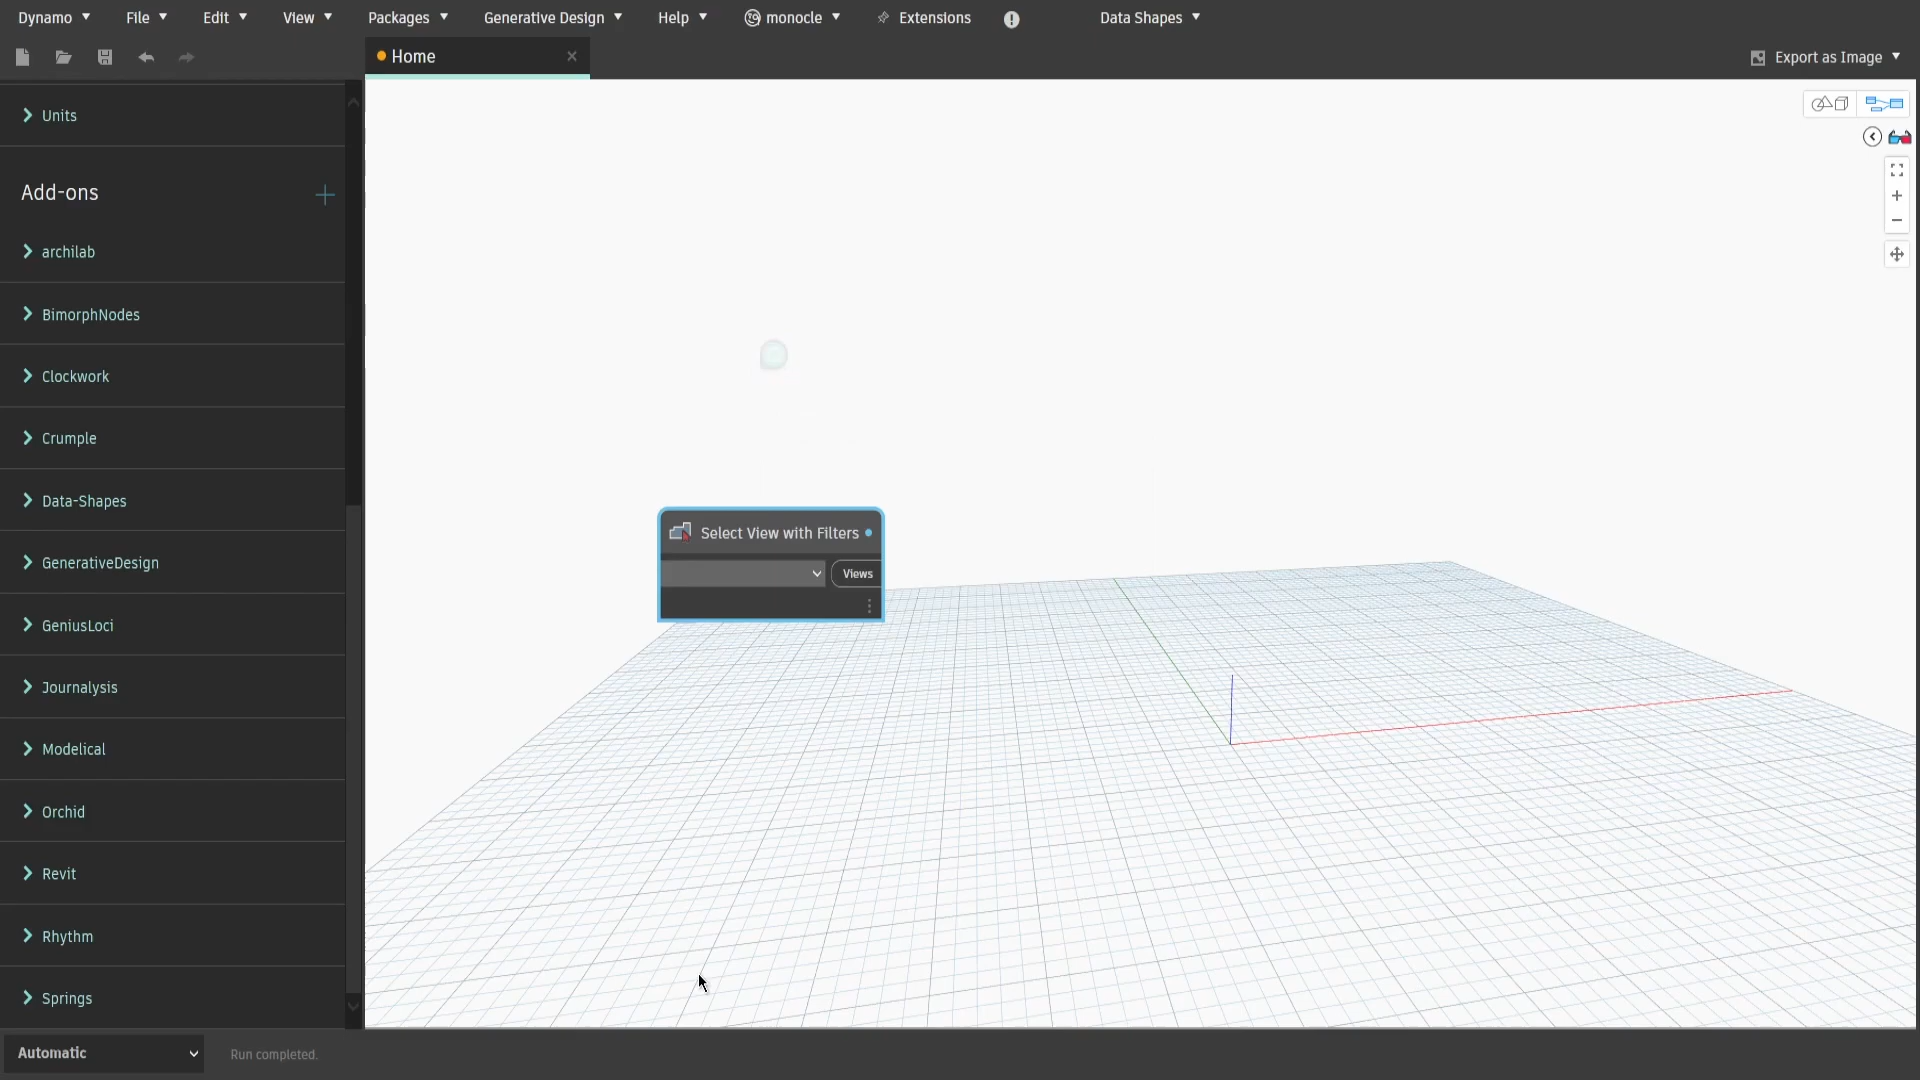 Dynamo File Edit View Packages Generative Design Help monocle Extensions Data Shapes
Home
Export as Image
Units
Add-ons
archilab
BimorphNodes
Clockwork
Crumple
Data-Shapes
GenerativeDesign
GeniusLoci
Journalysis
Modelical
Orchid
Revit
Rhythm
Springs
Select View with Filters
Views
Automatic
Run completed.